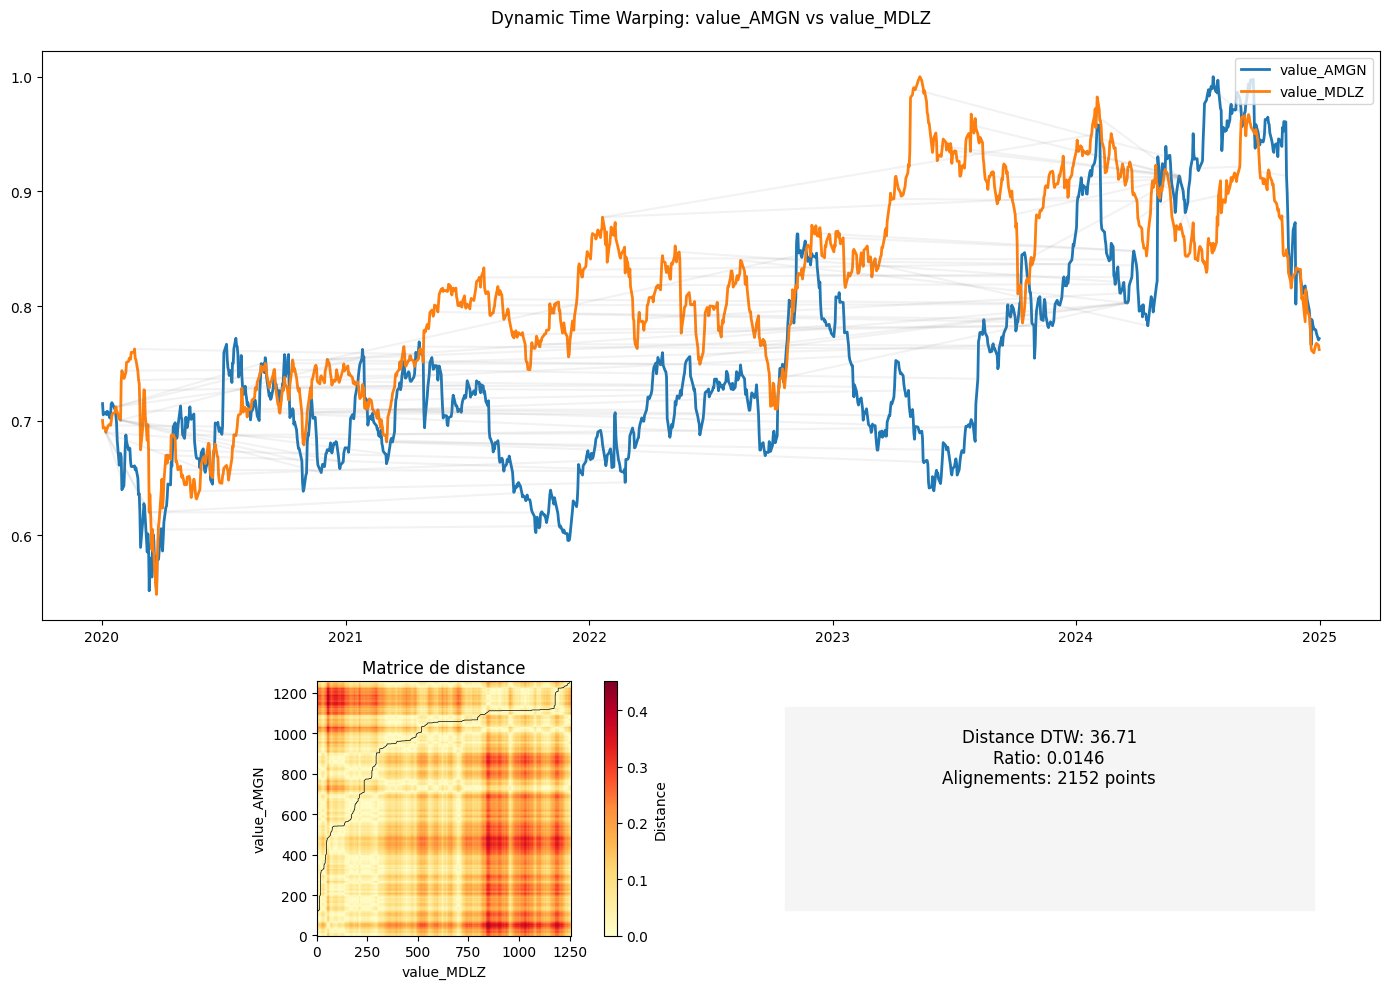 Dynamic Time Warping: value_AMGN vs value_MDLZ
value_AMGN
value_MDLZ
1.0
0.9
0.8
0.7
0.6
2020 2021 2022 2023 2024 2025
Matrice de distance
value_AMGN
1200
1000
800
600
400
200
0
0 250 500 750 1000 1250
value_MDLZ
0.4
0.3
0.2
0.1
0.0
Distance
Distance DTW: 36.71
Ratio: 0.0146
Alignements: 2152 points